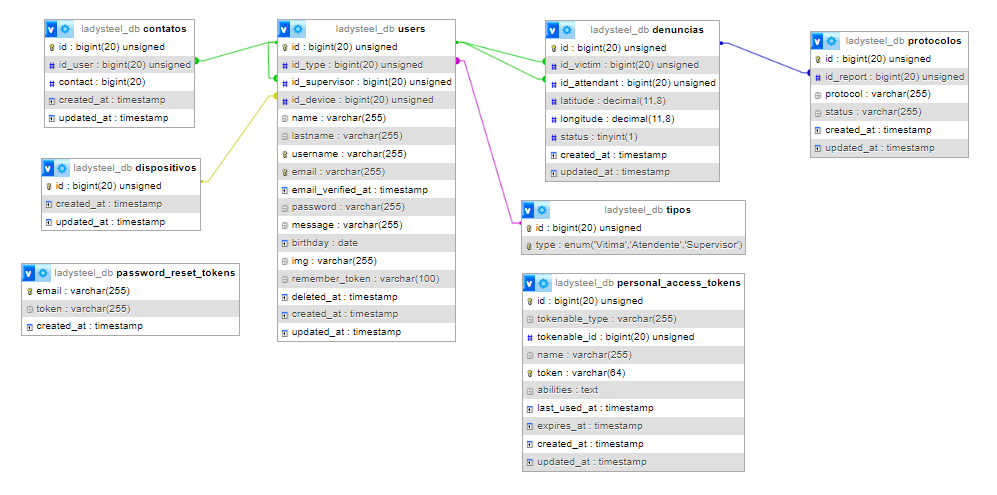 ladysteel_db contatos
id : bigint(20) unsigned
id_user : bigint(20) unsigned
contact : bigint(20)
created_at : timestamp
updated_at : timestamp
ladysteel_db dispositivos
id : bigint(20) unsigned
created_at : timestamp
updated_at : timestamp
ladysteel_db password_reset_tokens
email : varchar(255)
token : varchar(255)
created_at : timestamp
ladysteel_db users
id : bigint(20) unsigned
id_type : bigint(20) unsigned
id_supervisor : bigint(20) unsigned
id_device : bigint(20) unsigned
name : varchar(255)
lastname : varchar(255)
username : varchar(255)
email : varchar(255)
email_verified_at : timestamp
password : varchar(255)
message : varchar(255)
birthday : date
img : varchar(255)
remember_token : varchar(100)
deleted_at : timestamp
created_at : timestamp
updated_at : timestamp
ladysteel_db denuncias
id : bigint(20) unsigned
id_victim : bigint(20) unsigned
id_attendant : bigint(20) unsigned
latitude : decimal(11,8)
longitude : decimal(11,8)
status : tinyint(1)
created_at : timestamp
updated_at : timestamp
ladysteel_db tipos
id : bigint(20) unsigned
type : enum('Vitima','Atendente','Supervisor')
ladysteel_db personal_access_tokens
id : bigint(20) unsigned
tokenable_type : varchar(255)
tokenable_id : bigint(20) unsigned
name : varchar(255)
token : varchar(64)
abilities : text
last_used_at : timestamp
expires_at : timestamp
created_at : timestamp
updated_at : timestamp
ladysteel_db protocolos
id : bigint(20) unsigned
id_report : bigint(20) unsigned
protocol : varchar(255)
status : varchar(255)
created_at : timestamp
updated_at : timestamp